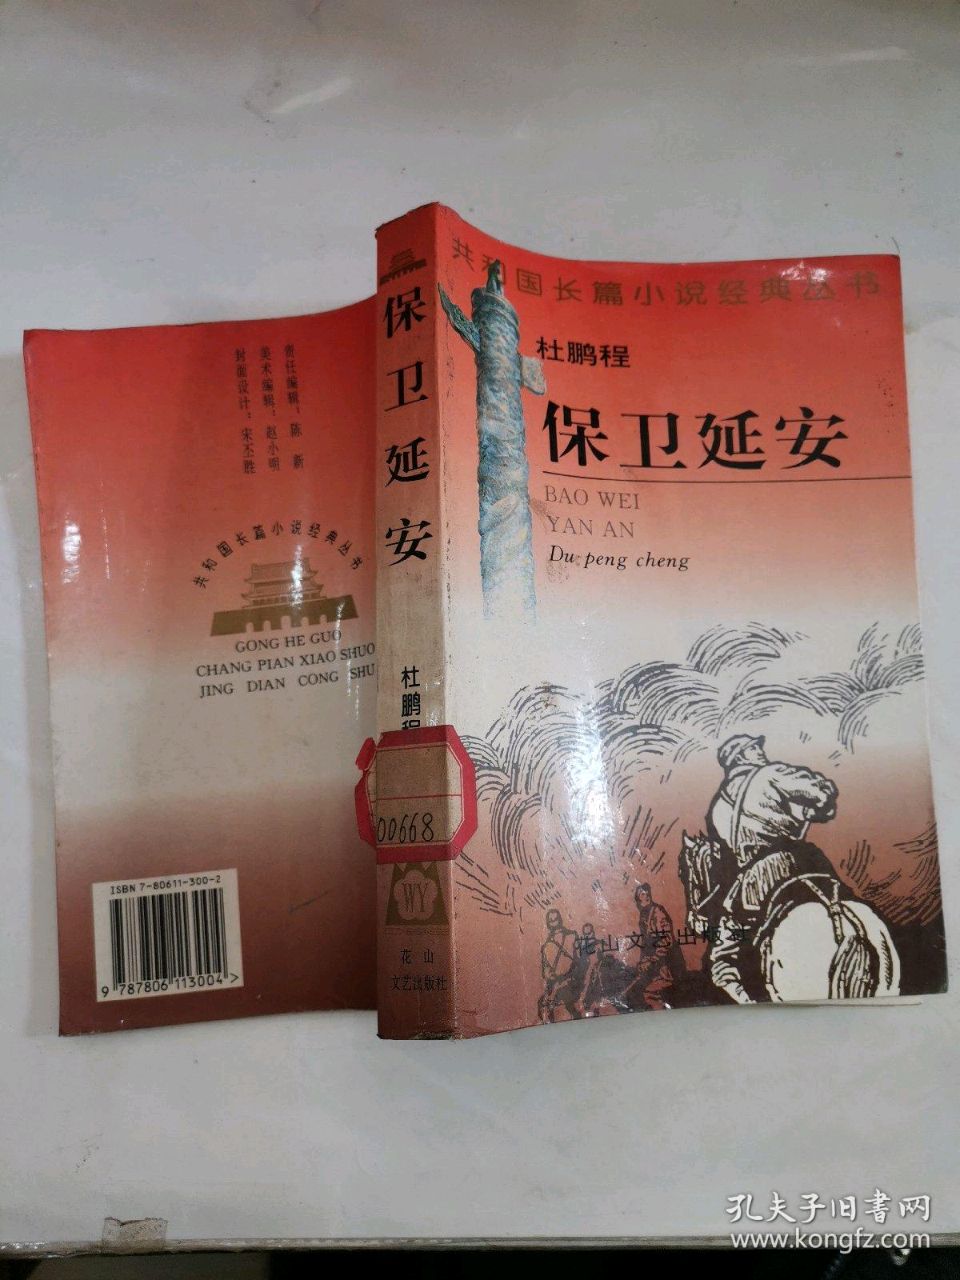 共和国长篇小说经典丛书
杜鹏程
保卫延安
BAO WEI
YAN AN
Du peng cheng
花山文艺出版社
保卫延安
杜鹏程
00668
WY
花山
文艺出版社
责任编辑：陈 新
美术编辑：赵小明
封面设计：宋丕胜
共和国长篇小说经典丛书
GONG HE GUO
CHANG PIAN XIAO SHUO
JING DIAN CONG SHU
ISBN 7-80611-300-2
9 787806 113004 >
孔夫子旧书网
www.kongfz.com